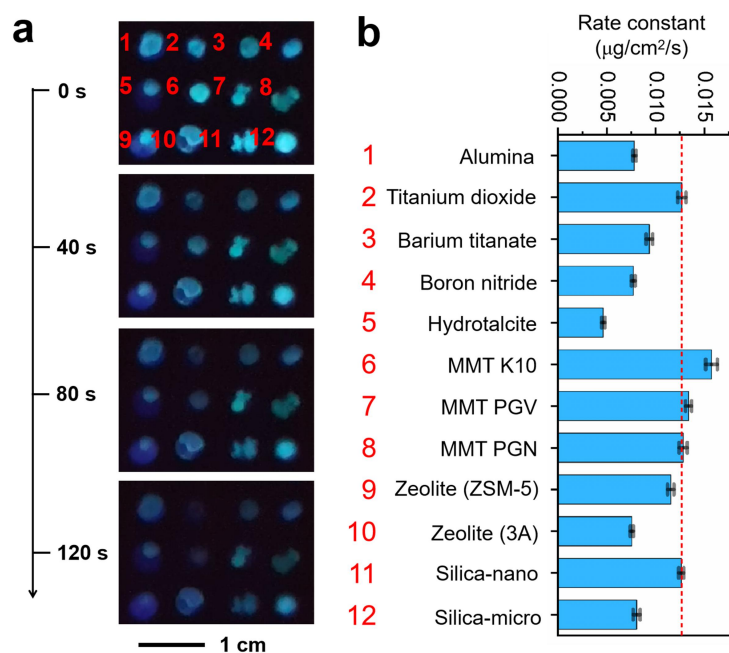 a
0 s
40 s
80 s
120 s
1 2 3 4
5 6 7 8
9 10 11 12
1 cm
b
Rate constant
(µg/cm²/s)
0.000
0.005
0.010
0.015
1 Alumina
2 Titanium dioxide
3 Barium titanate
4 Boron nitride
5 Hydrotalcite
6 MMT K10
7 MMT PGV
8 MMT PGN
9 Zeolite (ZSM-5)
10 Zeolite (3A)
11 Silica-nano
12 Silica-micro